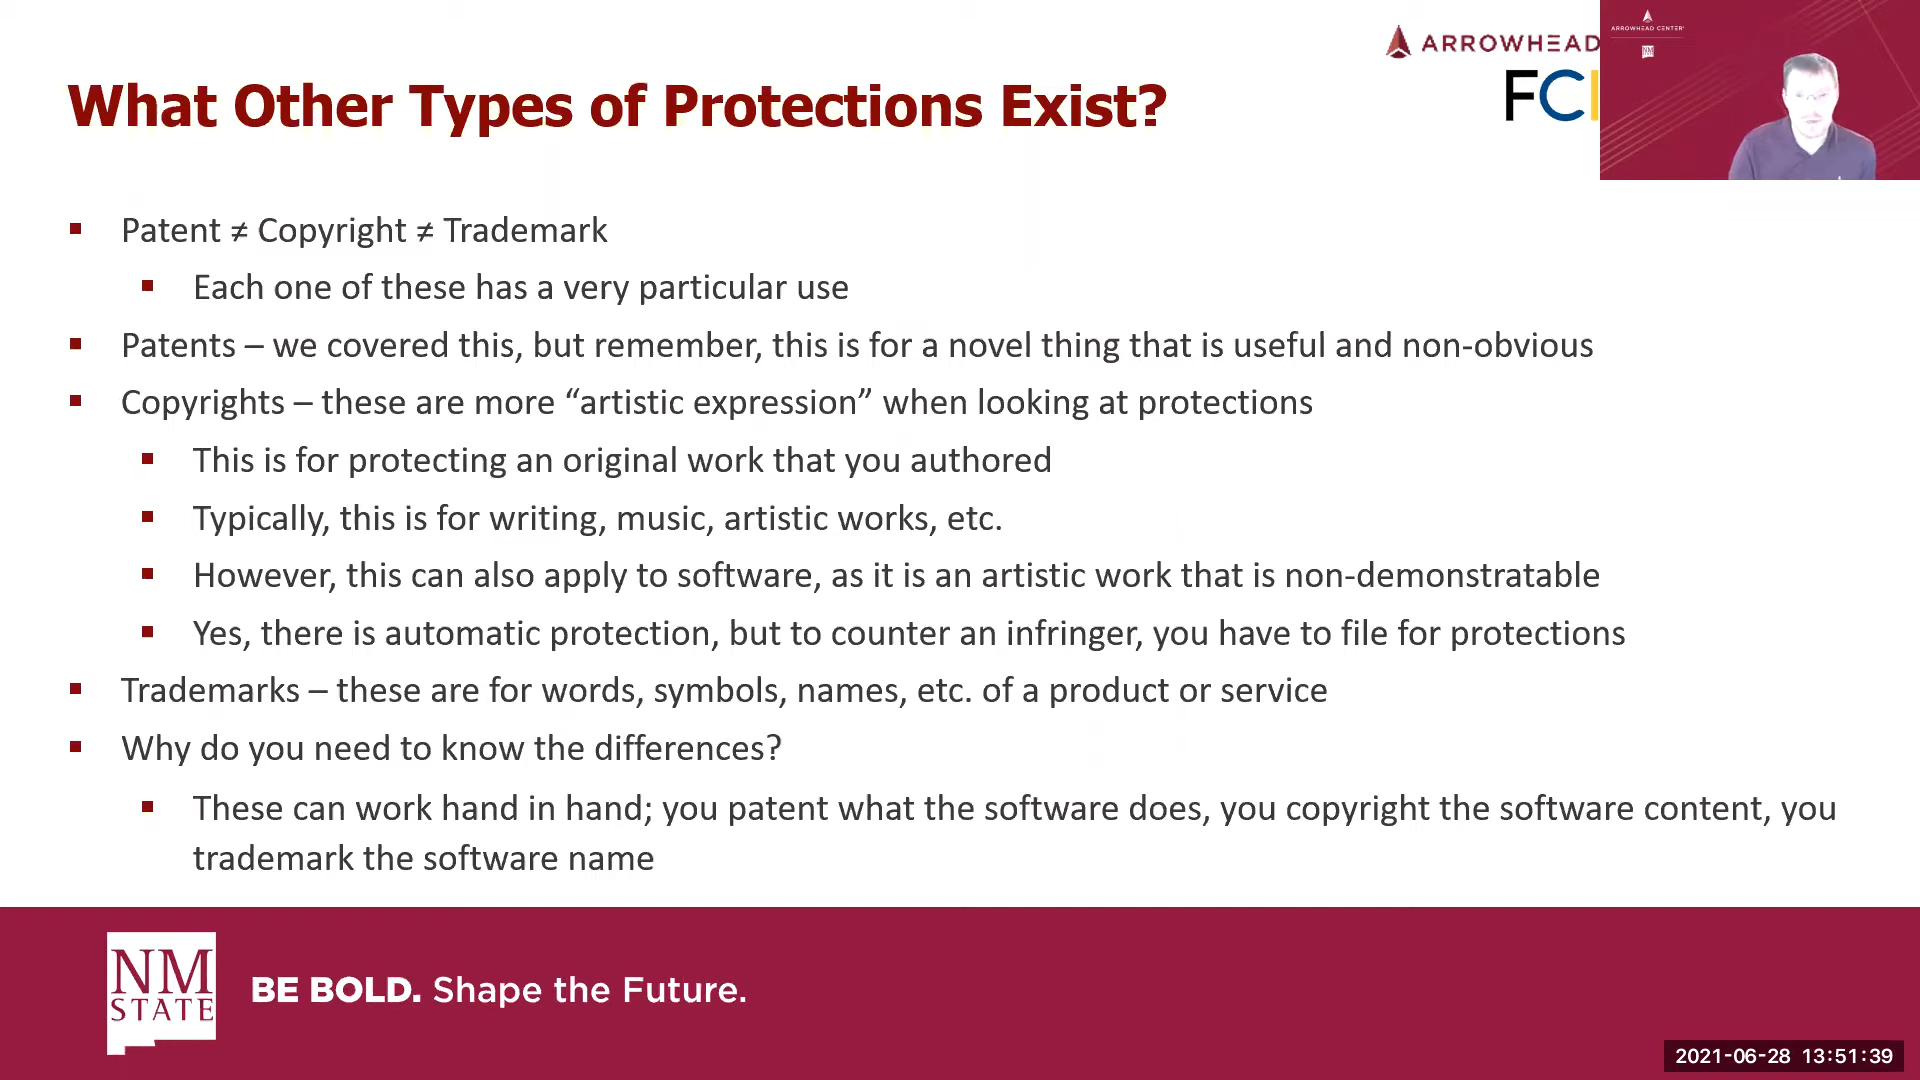 ARROWHEAD
ARROWHEAD CENTER
NM
What Other Types of Protections Exist?
FC
Patent ≠ Copyright ≠ Trademark
Each one of these has a very particular use
Patents – we covered this, but remember, this is for a novel thing that is useful and non-obvious
Copyrights – these are more “artistic expression” when looking at protections
This is for protecting an original work that you authored
Typically, this is for writing, music, artistic works, etc.
However, this can also apply to software, as it is an artistic work that is non-demonstratable
Yes, there is automatic protection, but to counter an infringer, you have to file for protections
Trademarks – these are for words, symbols, names, etc. of a product or service
Why do you need to know the differences?
These can work hand in hand; you patent what the software does, you copyright the software content, you
trademark the software name
NM
STATE
BE BOLD. Shape the Future.
2021-06-28 13:51:39